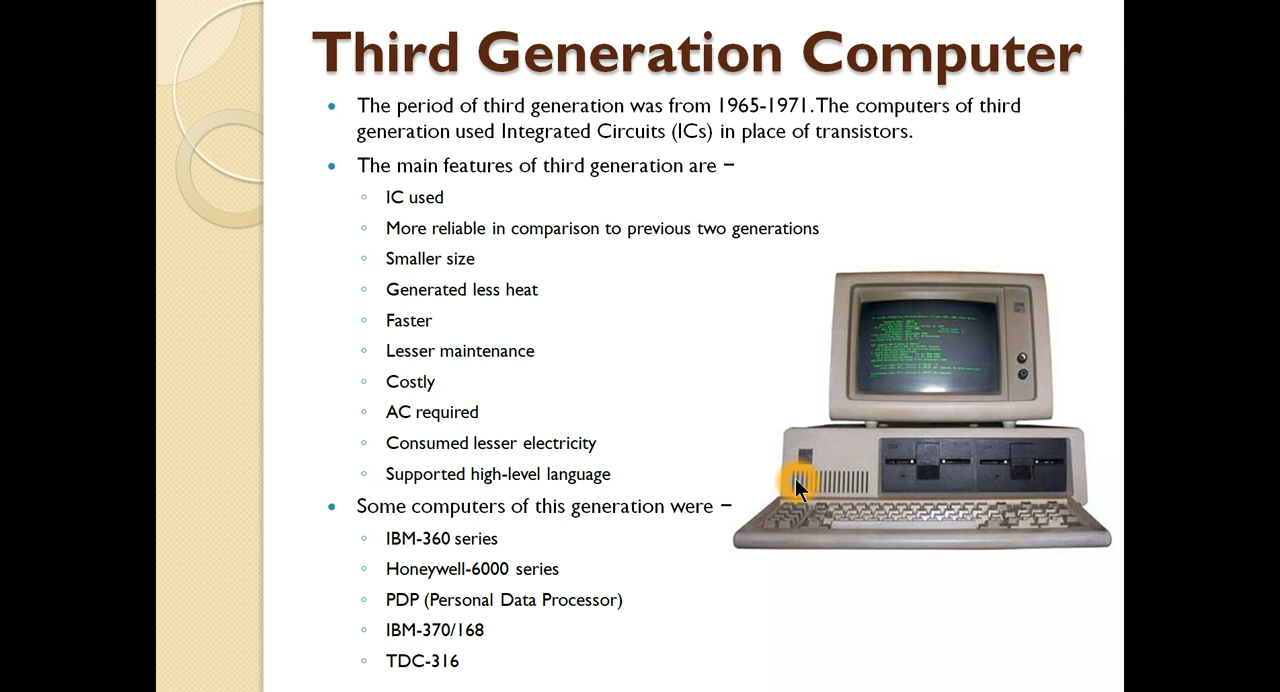 Third Generation Computer
The period of third generation was from 1965-1971. The computers of third
generation used Integrated Circuits (ICs) in place of transistors.
The main features of third generation are −
IC used
More reliable in comparison to previous two generations
Smaller size
Generated less heat
Faster
Lesser maintenance
Costly
AC required
Consumed lesser electricity
Supported high-level language
Some computers of this generation were −
IBM-360 series
Honeywell-6000 series
PDP (Personal Data Processor)
IBM-370/168
TDC-316